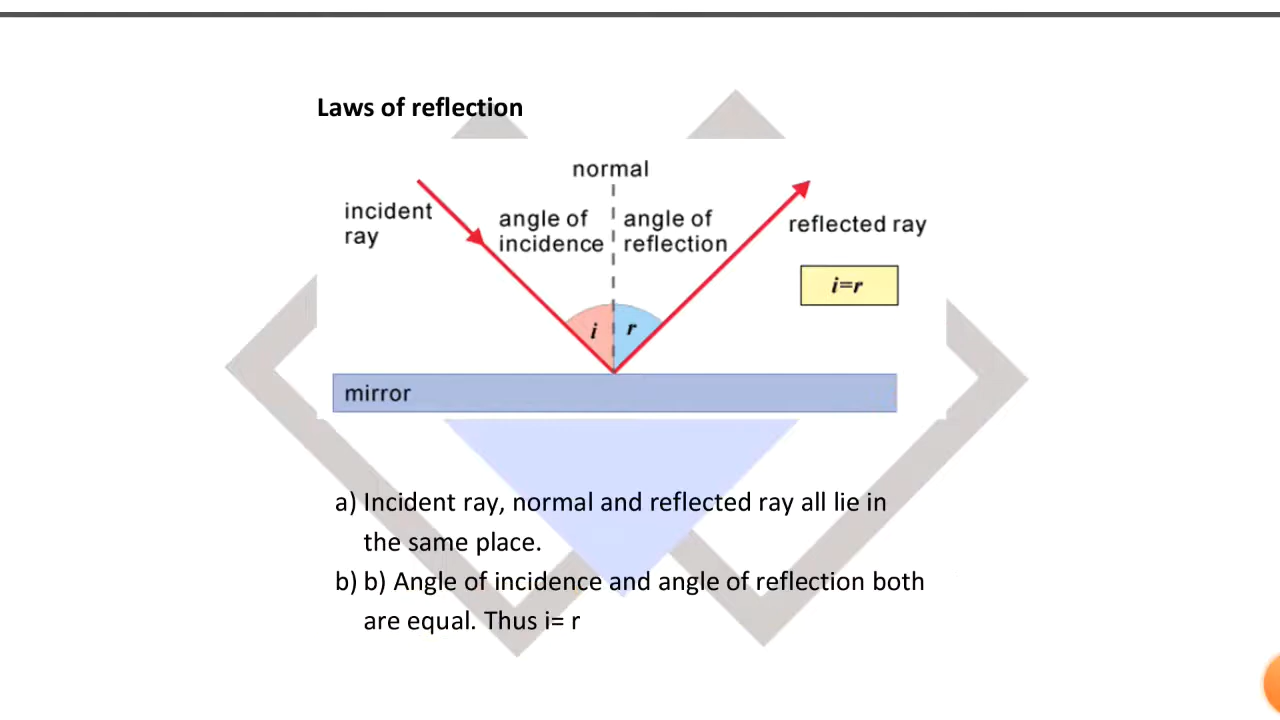 Laws of reflection
normal
incident
ray
angle of
incidence
angle of
reflection
reflected ray
i=r
i
r
mirror
a) Incident ray, normal and reflected ray all lie in
the same place.
b) b) Angle of incidence and angle of reflection both
are equal. Thus i= r